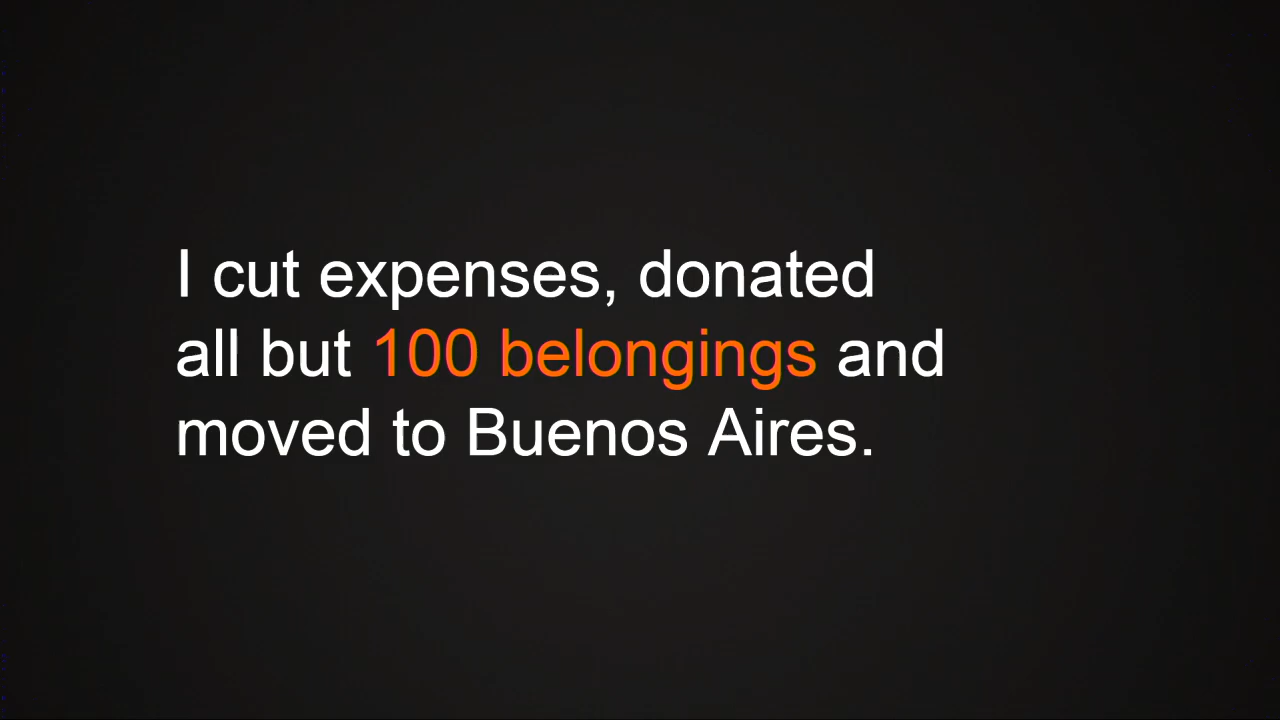 I cut expenses, donated
all but 100 belongings and
moved to Buenos Aires.